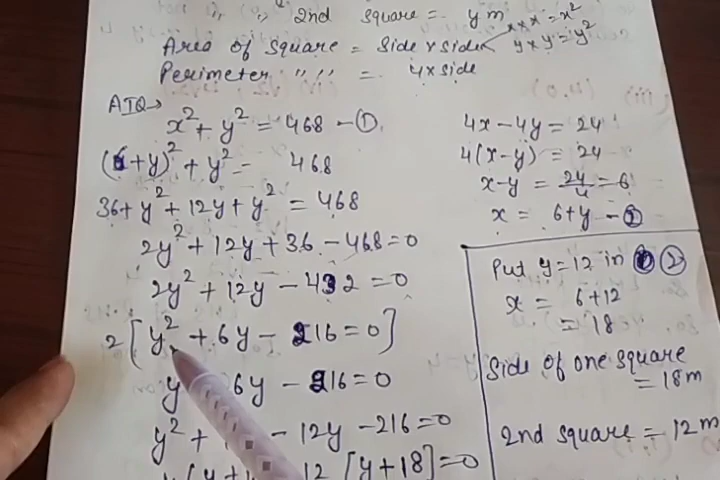 2nd square = y m
Area of square = side x side x×x = x²
y×y = y²
Perimeter " " = 4 x side
ATQ→
x² + y² = 468 - ①
(6+y)² + y² = 468
36 + y² + 12y + y² = 468
2y² + 12y + 36 - 468 = 0
2y² + 12y - 432 = 0
2[y² + 6y - 216 = 0]
y 6y - 216 = 0
y² + - 12y - 216 = 0
12 [y+18] = 0
4x - 4y = 24
4(x-y) = 24
x-y = 24/4 = 6
x = 6+y - ②
Put y = 12 in ②
x = 6+12
= 18
Side of one square
= 18m
2nd square = 12m